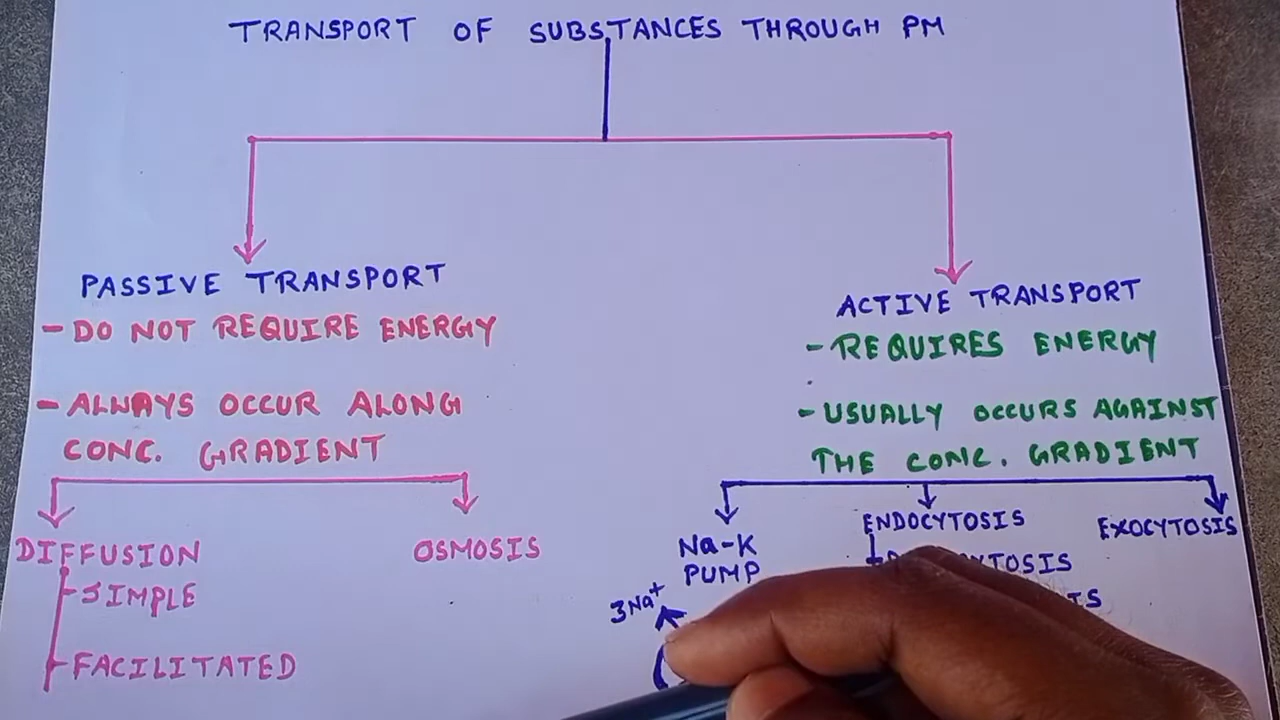 TRANSPORT OF SUBSTANCES THROUGH PM
PASSIVE TRANSPORT
- DO NOT REQUIRE ENERGY
- ALWAYS OCCUR ALONG
CONC. GRADIENT
DIFFUSION
SIMPLE
FACILITATED
OSMOSIS
ACTIVE TRANSPORT
- REQUIRES ENERGY
- USUALLY OCCURS AGAINST
THE CONC. GRADIENT
Na-K
PUMP
3Na+
ENDOCYTOSIS
EXOCYTOSIS